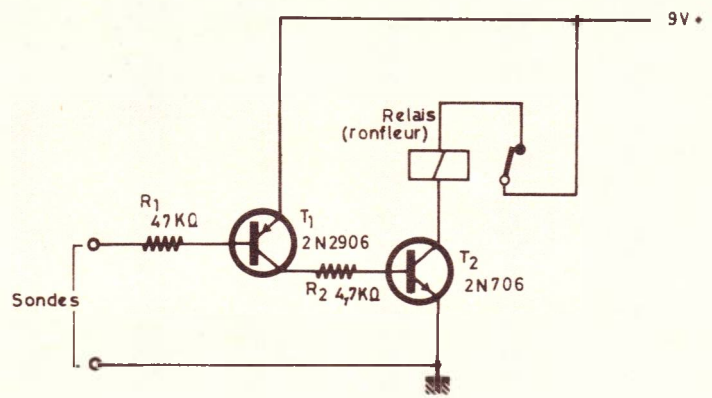 9V +
Relais
(ronfleur)
R1
47KΩ
T1
2N2906
T2
2N706
R2 4,7KΩ
Sondes